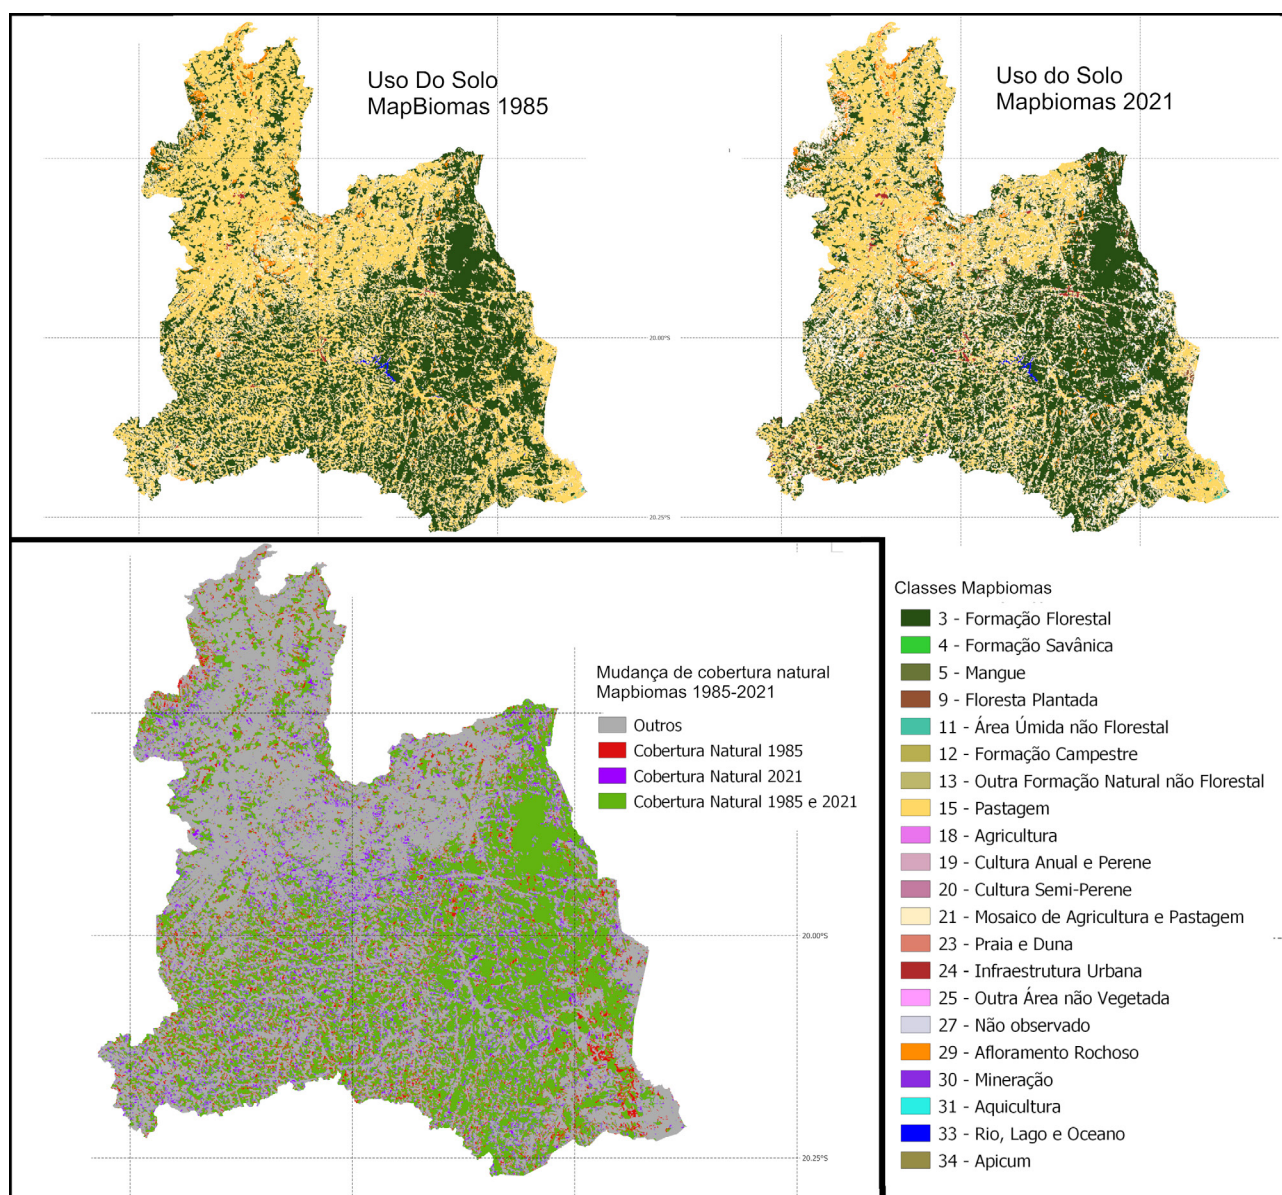 Uso Do Solo
MapBiomas 1985
Uso do Solo
Mapbiomas 2021
20.00°S
20.25°S
Mudança de cobertura natural
Mapbiomas 1985-2021
Outros
Cobertura Natural 1985
Cobertura Natural 2021
Cobertura Natural 1985 e 2021
20.00°S
20.25°S
Classes Mapbiomas
3 - Formação Florestal
4 - Formação Savânica
5 - Mangue
9 - Floresta Plantada
11 - Área Úmida não Florestal
12 - Formação Campestre
13 - Outra Formação Natural não Florestal
15 - Pastagem
18 - Agricultura
19 - Cultura Anual e Perene
20 - Cultura Semi-Perene
21 - Mosaico de Agricultura e Pastagem
23 - Praia e Duna
24 - Infraestrutura Urbana
25 - Outra Área não Vegetada
27 - Não observado
29 - Afloramento Rochoso
30 - Mineração
31 - Aquicultura
33 - Rio, Lago e Oceano
34 - Apicum